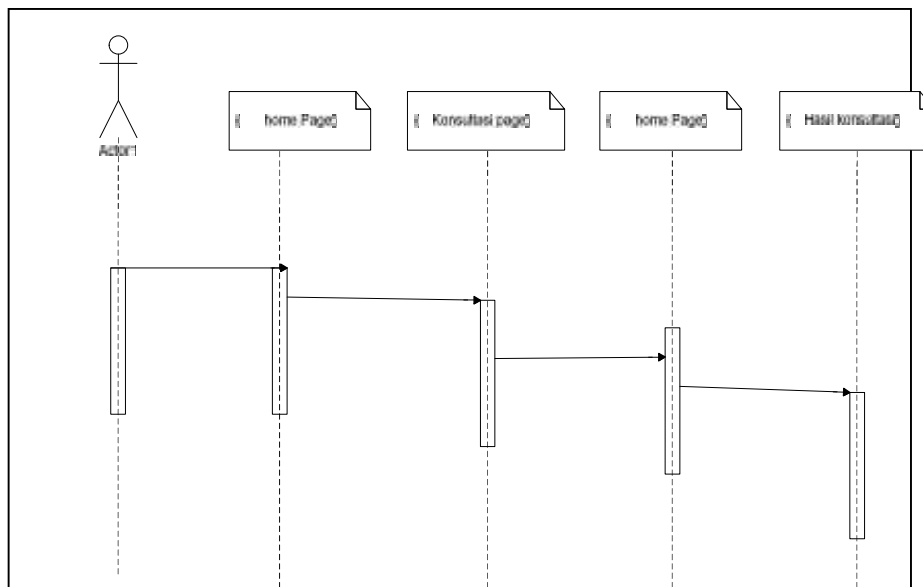 Actor1
{ home Page}
{ Konsultasi page}
{ home Page}
{ Hasil konsultasi}